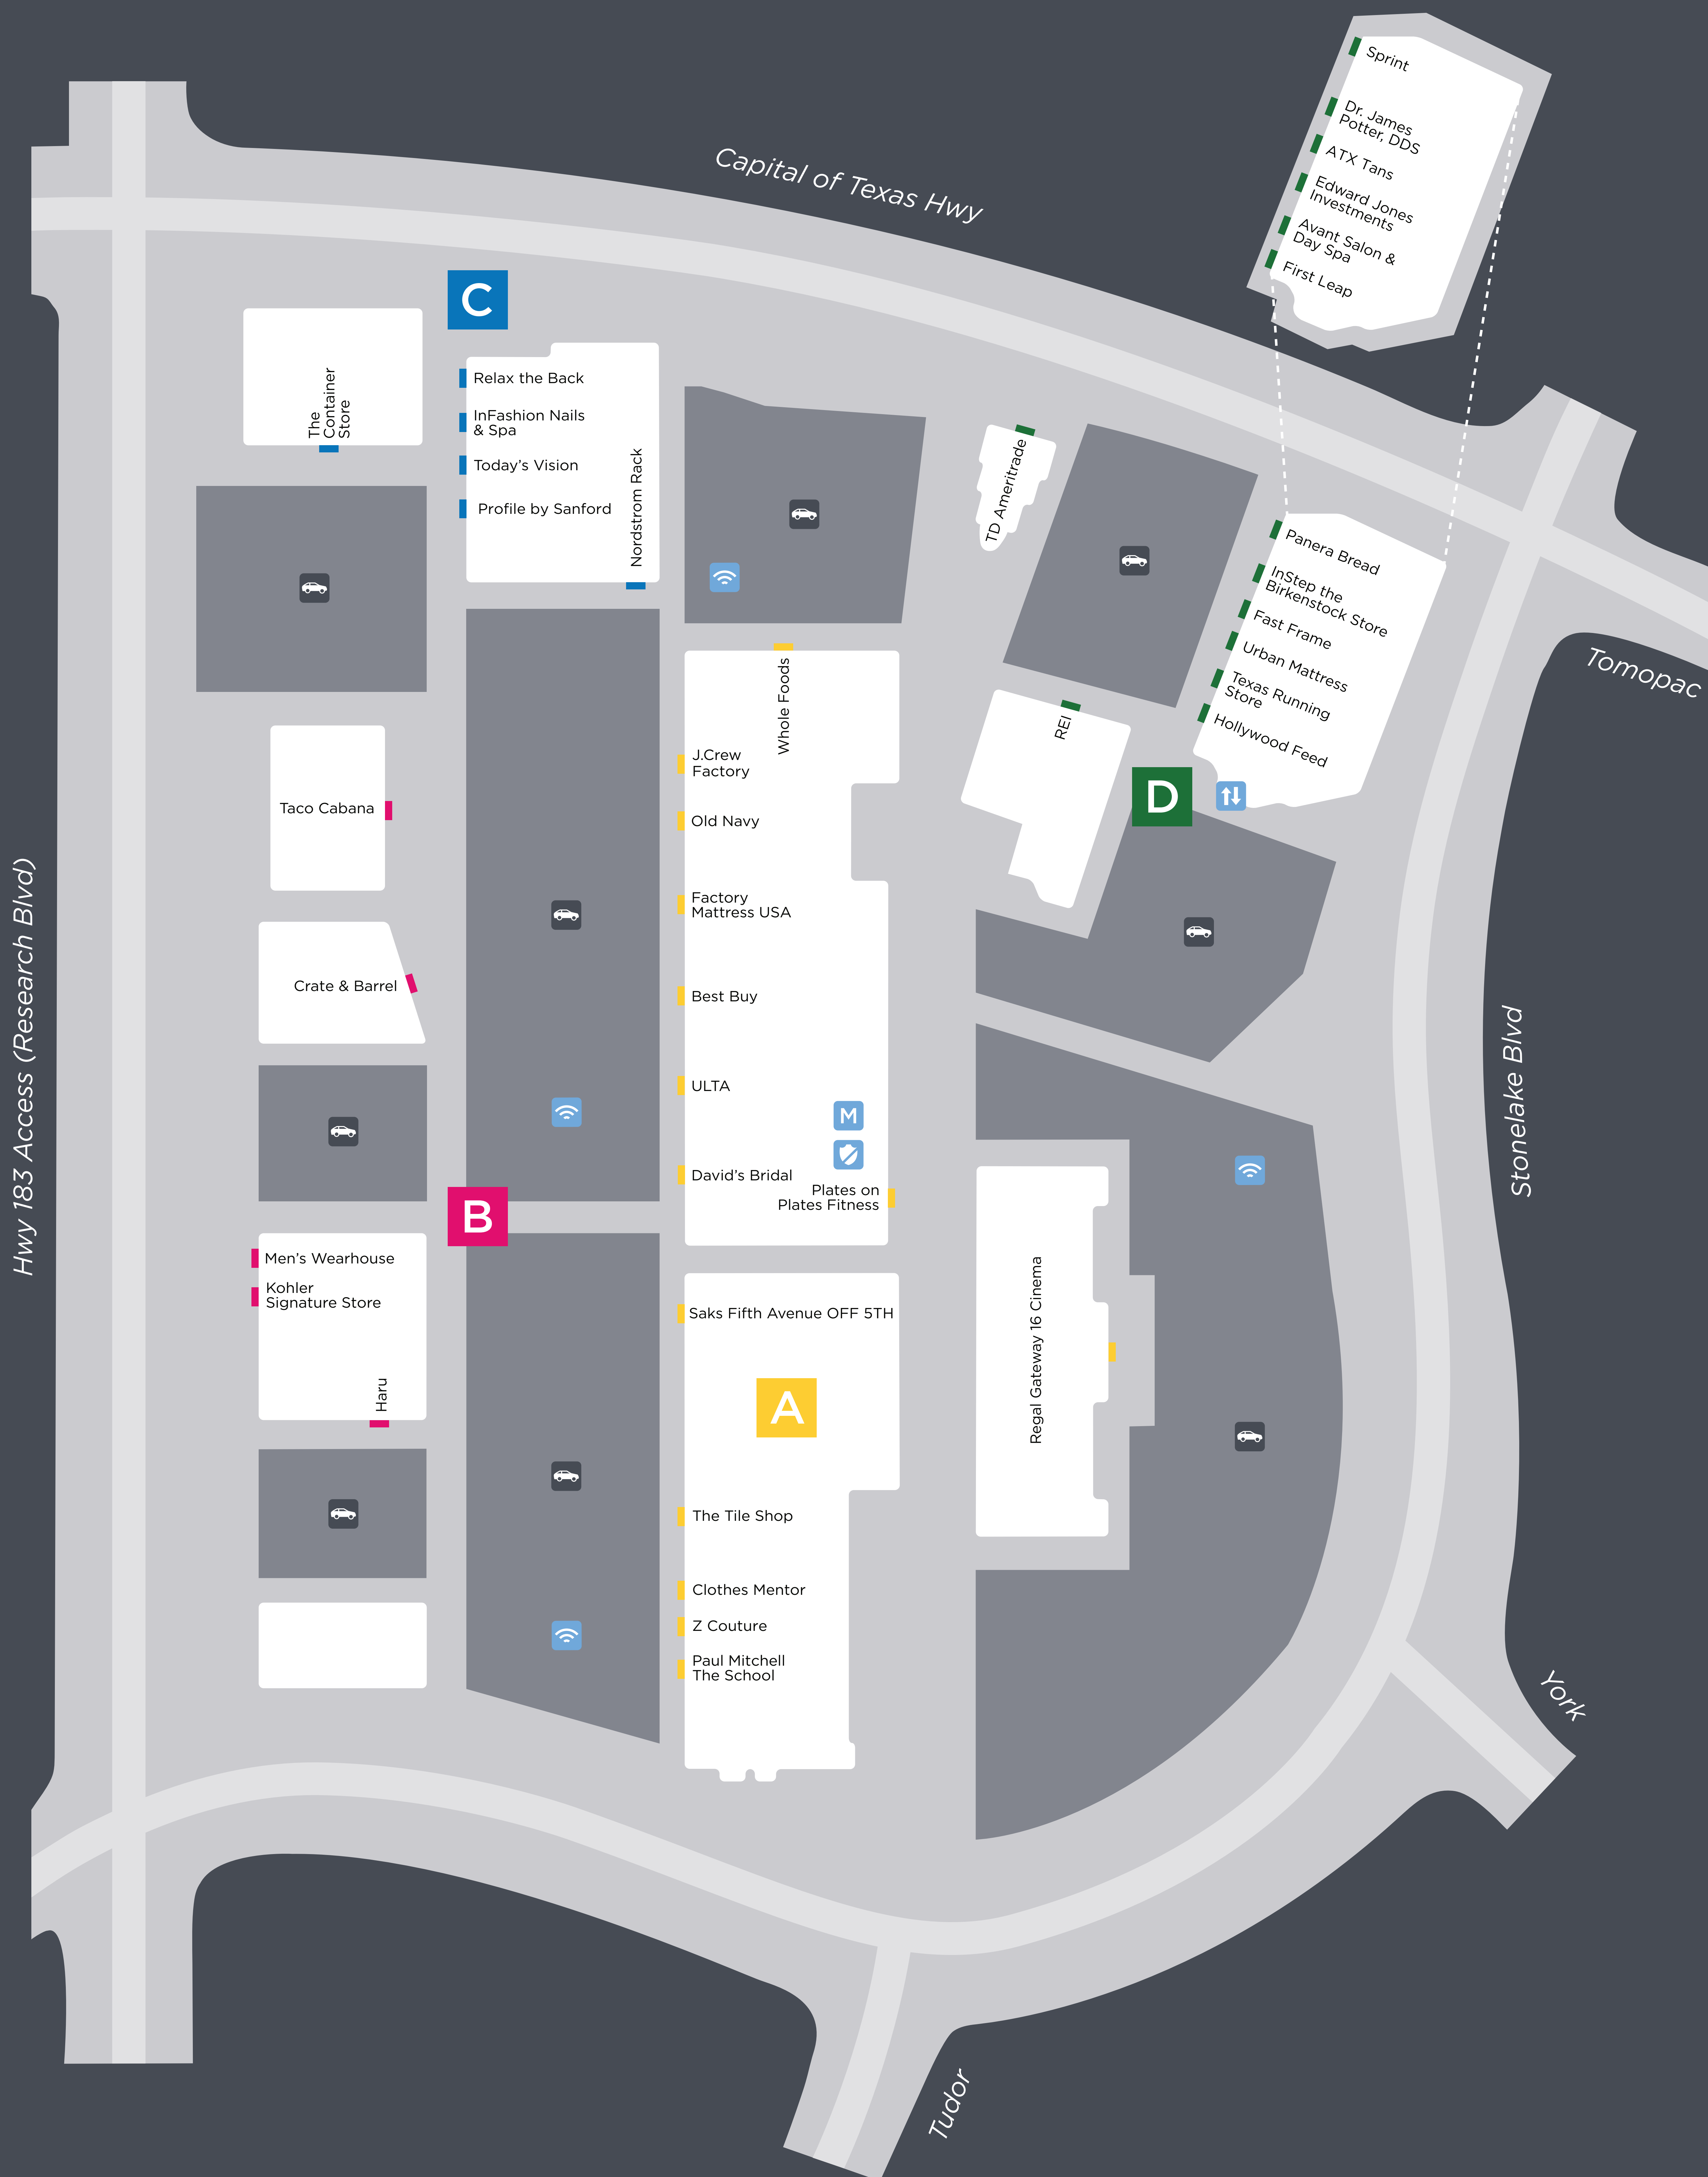 Sprint
Dr. James
Potter, DDS
ATX Tans
Edward Jones
Investments
Avant Salon &
Day Spa
First Leap
Capital of Texas Hwy
C
The
Container
Store
Relax the Back
InFashion Nails
& Spa
Today's Vision
Profile by Sanford
Nordstrom Rack
TD Ameritrade
Panera Bread
InStep the
Birkenstock Store
Fast Frame
Urban Mattress
Texas Running
Store
Hollywood Feed
Tomopac
REI
D
Whole Foods
J.Crew
Factory
Old Navy
Factory
Mattress USA
Best Buy
ULTA
M
David's Bridal
Plates on
Plates Fitness
Taco Cabana
Crate & Barrel
Hwy 183 Access (Research Blvd)
Stonelake Blvd
B
Men's Wearhouse
Kohler
Signature Store
Haru
Saks Fifth Avenue OFF 5TH
A
Regal Gateway 16 Cinema
The Tile Shop
Clothes Mentor
Z Couture
Paul Mitchell
The School
York
Tudor